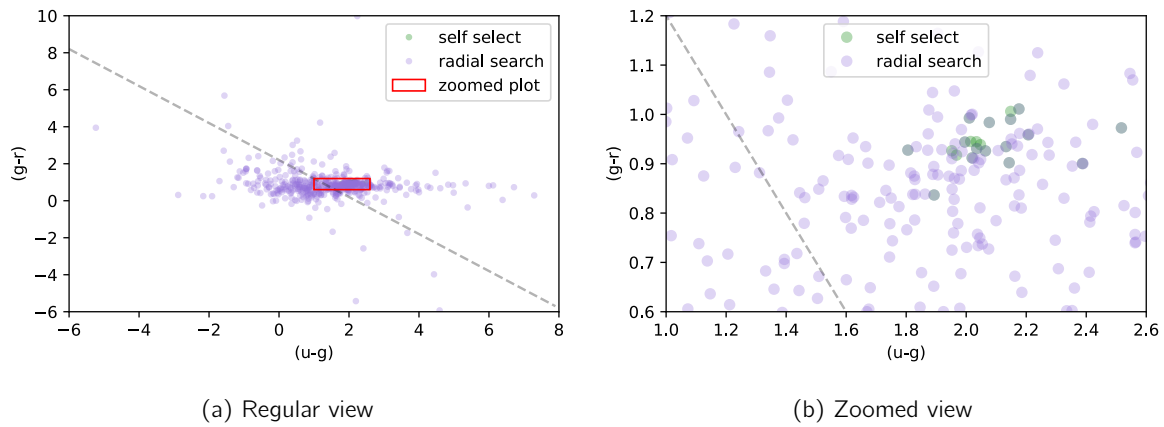 10
8
6
4
2
0
−2
−4
−6
−6 −4 −2 0 2 4 6 8
(g-r)
(u-g)
self select
radial search
zoomed plot
(a) Regular view
1.2
1.1
1.0
0.9
0.8
0.7
0.6
1.0 1.2 1.4 1.6 1.8 2.0 2.2 2.4 2.6
(g-r)
(u-g)
self select
radial search
(b) Zoomed view